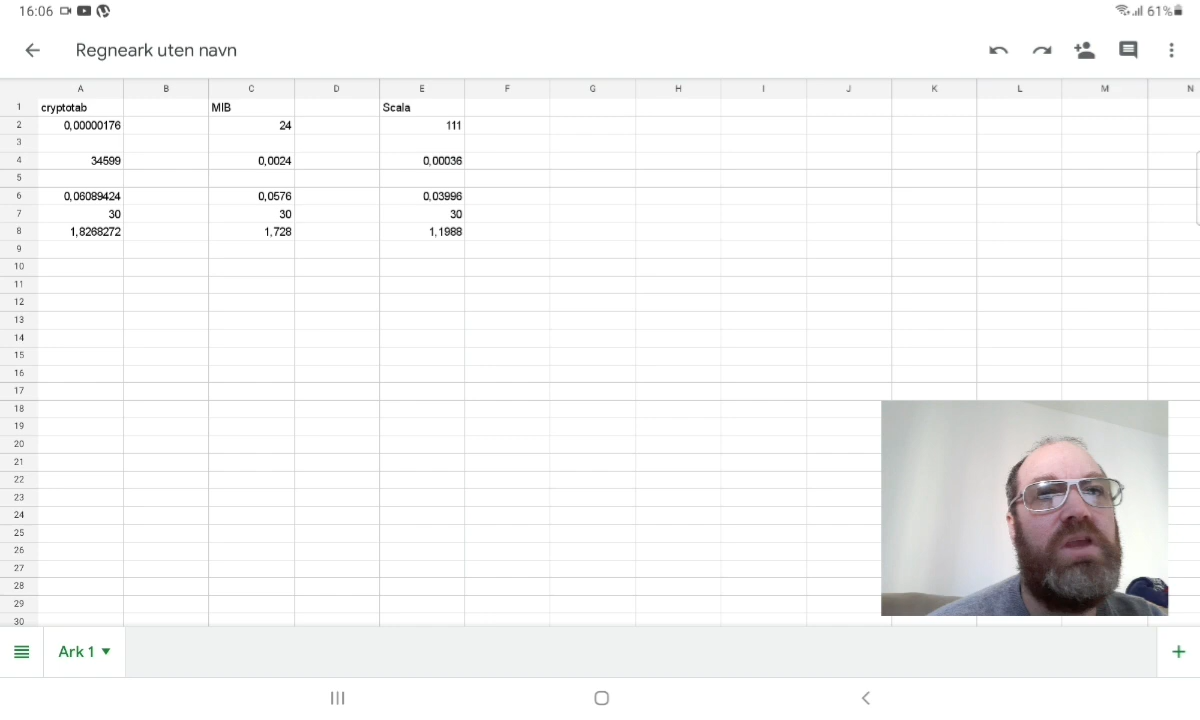 16:06 61%
Regneark uten navn
A B C D E F G H I J K L M N
1 cryptotab MIB Scala
2 0,00000176 24 111
3
4 34599 0,0024 0,00036
5
6 0,06089424 0,0576 0,03996
7 30 30 30
8 1,8268272 1,728 1,1988
9
10
11
12
13
14
15
16
17
18
19
20
21
22
23
24
25
26
27
28
29
30
Ark 1